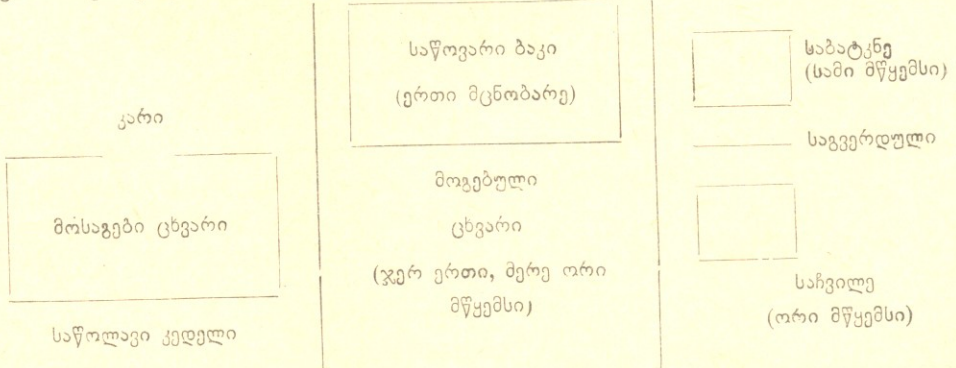 კარი
მოსაგები ცხვარი
საწოლავი კედელი
საწოვარი ბაკი
(ერთი მცნობარე)
მოგებული
ცხვარი
(ჯერ ერთი, მერე ორი
მწყემსი)
საბატკნე
(სამი მწყემსი)
საგვერდული
საჩვილე
(ორი მწყემსი)